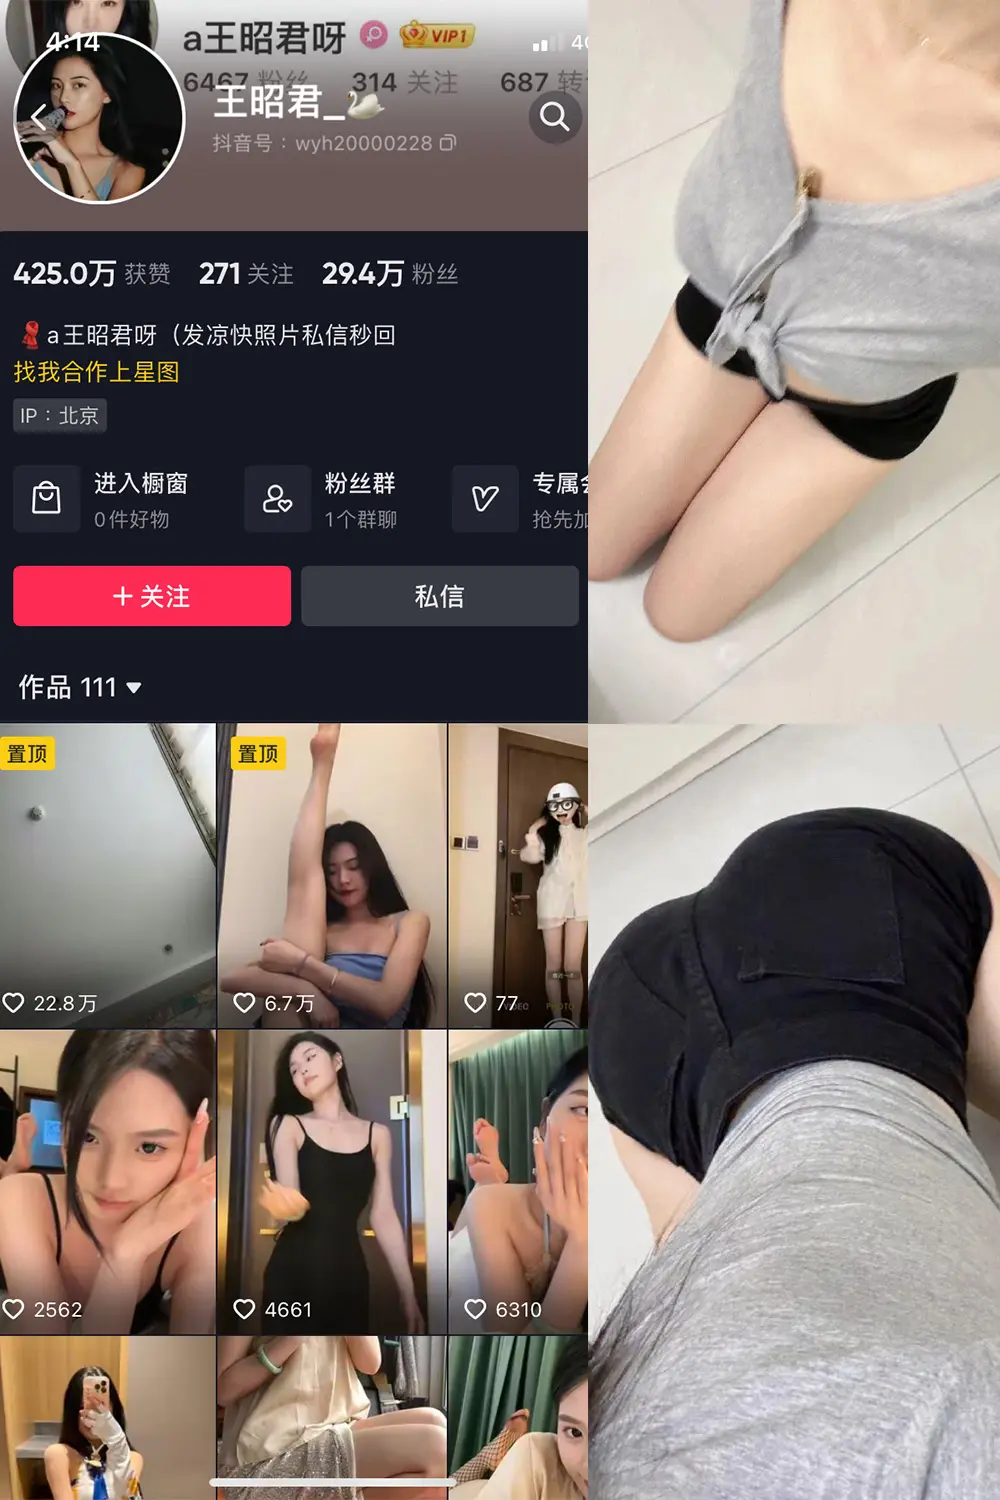 4:14
a王昭君呀
VIP1
6467 粉丝 314 关注 687
王昭君_
抖音号：wyh20000228
425.0万 获赞 271 关注 29.4万 粉丝
a王昭君呀（发凉快照片私信秒回
找我合作上星图
IP：北京
进入橱窗
0件好物
粉丝群
1个群聊
专属
抢先加
+ 关注
私信
作品 111
置顶
置顶
22.8万
6.7万
77
VIDEO PHOTO
2562
4661
6310